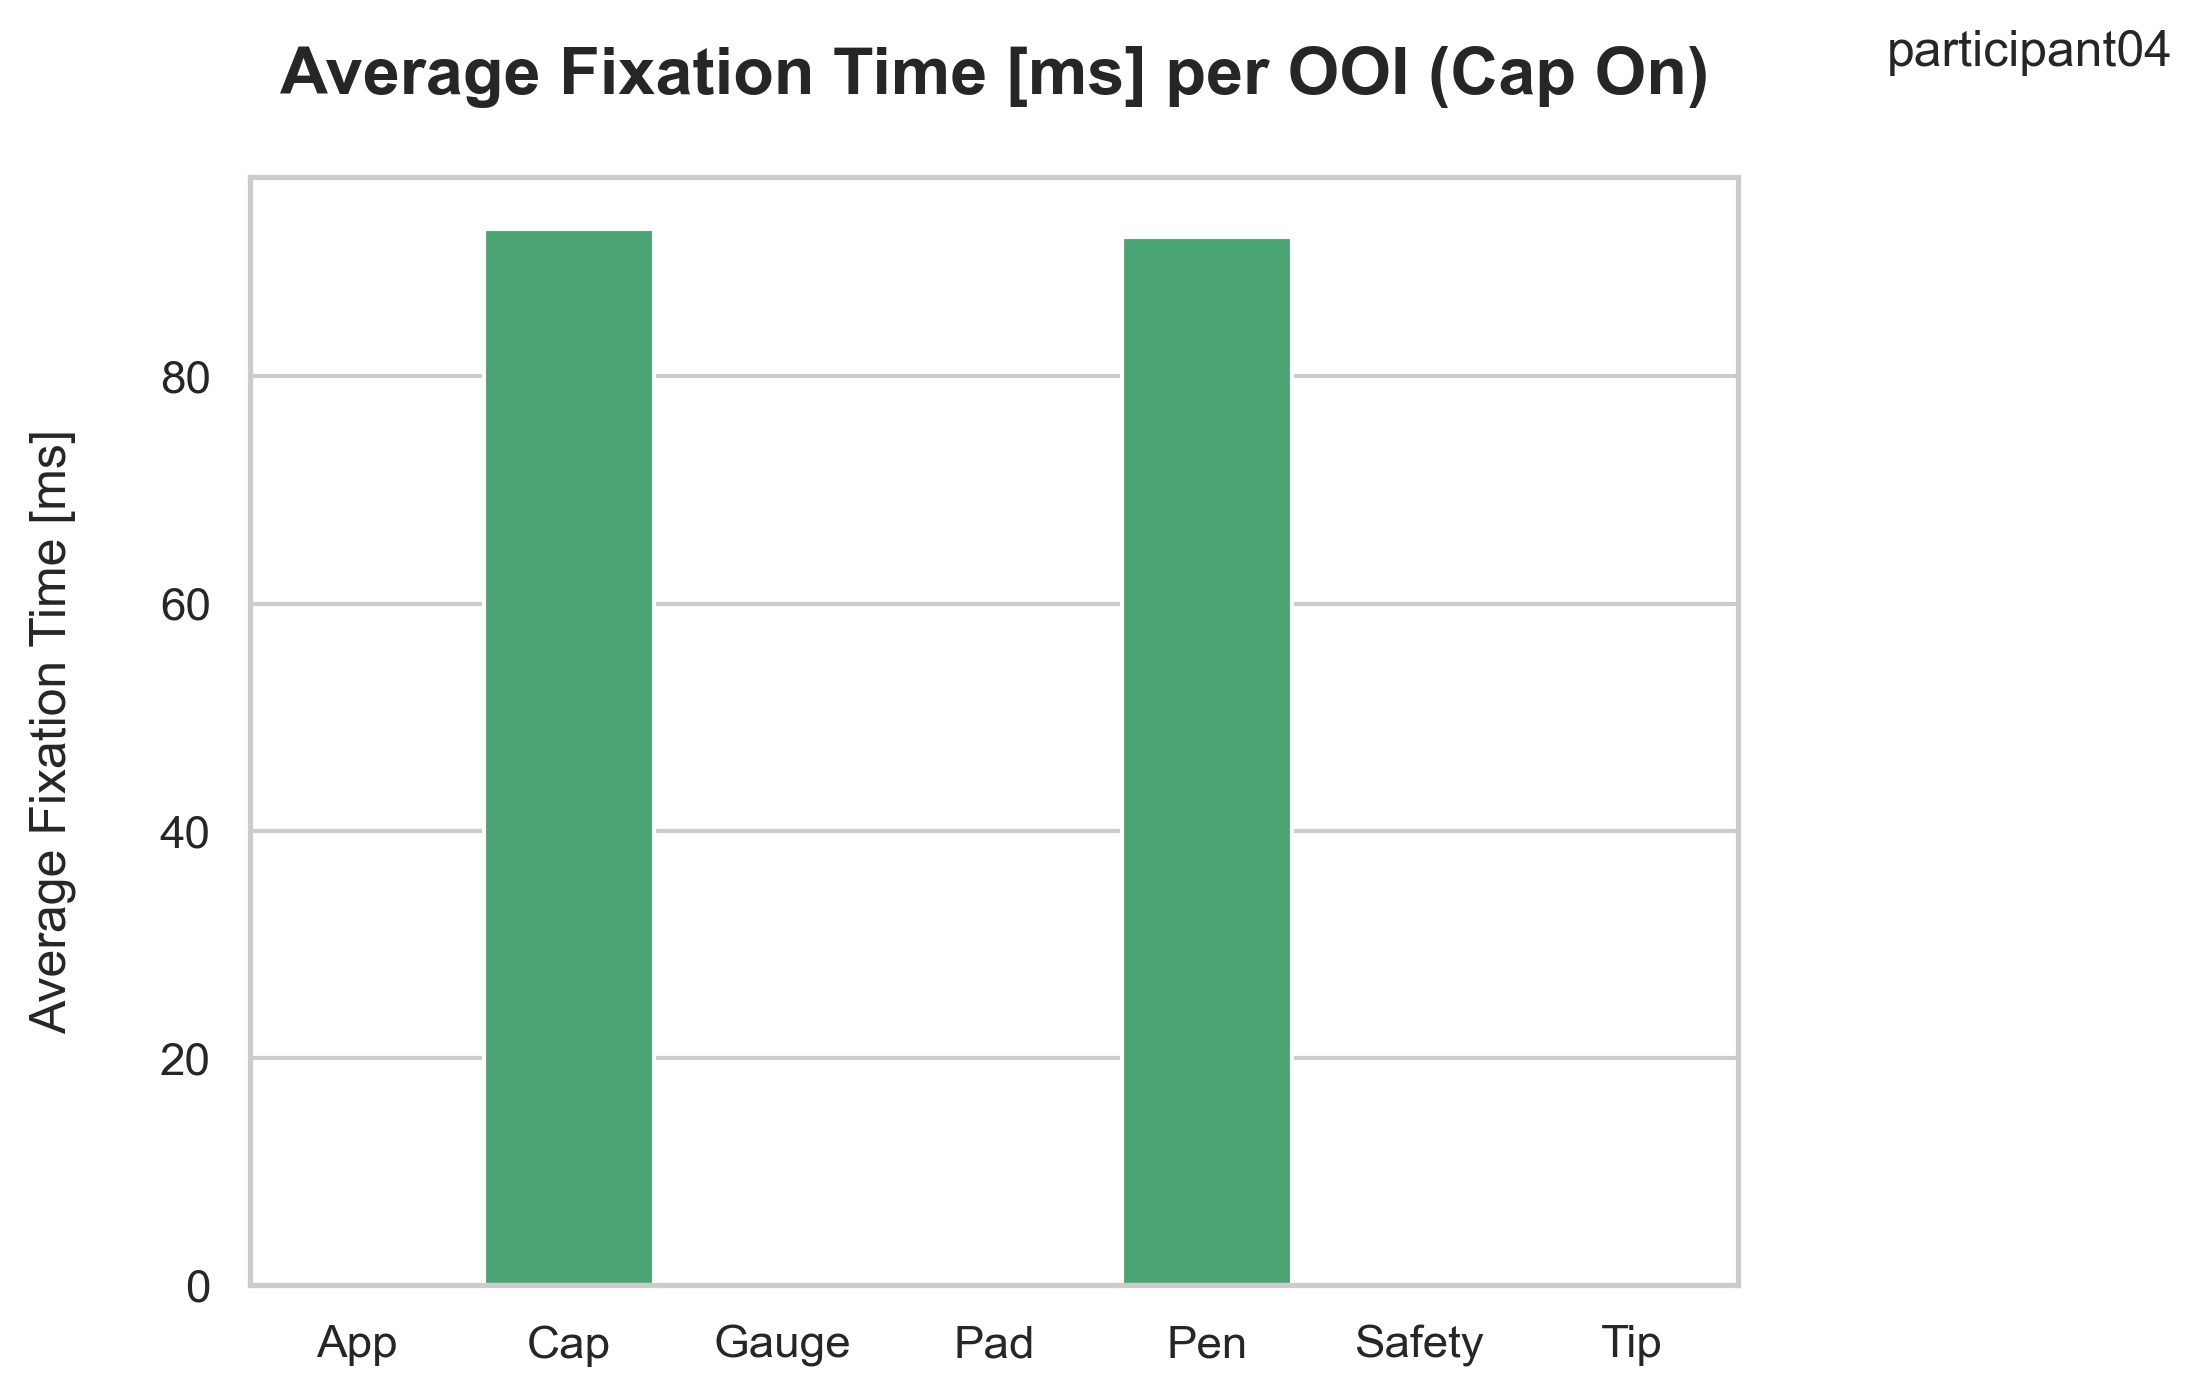 participant04
Average Fixation Time [ms] per OOI (Cap On)
Average Fixation Time [ms]
80
60
40
20
0
App Cap Gauge Pad Pen Safety Tip